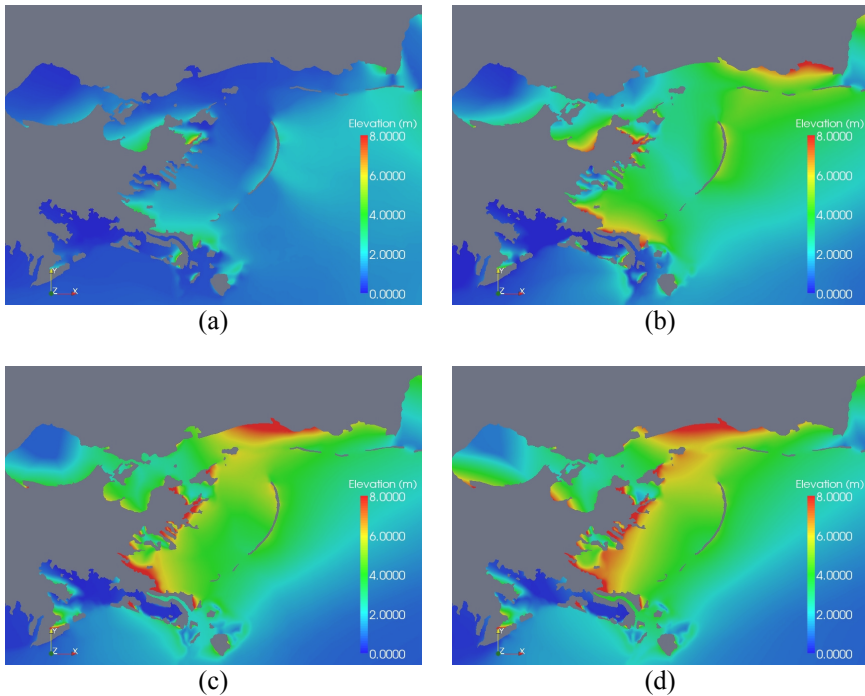 Elevation (m)
8.0000
6.0000
4.0000
2.0000
0.0000
Y
Z X
(a)
Elevation (m)
8.0000
6.0000
4.0000
2.0000
0.0000
Y
Z X
(b)
Elevation (m)
8.0000
6.0000
4.0000
2.0000
0.0000
Y
Z X
(c)
Elevation (m)
8.0000
6.0000
4.0000
2.0000
0.0000
Y
Z X
(d)